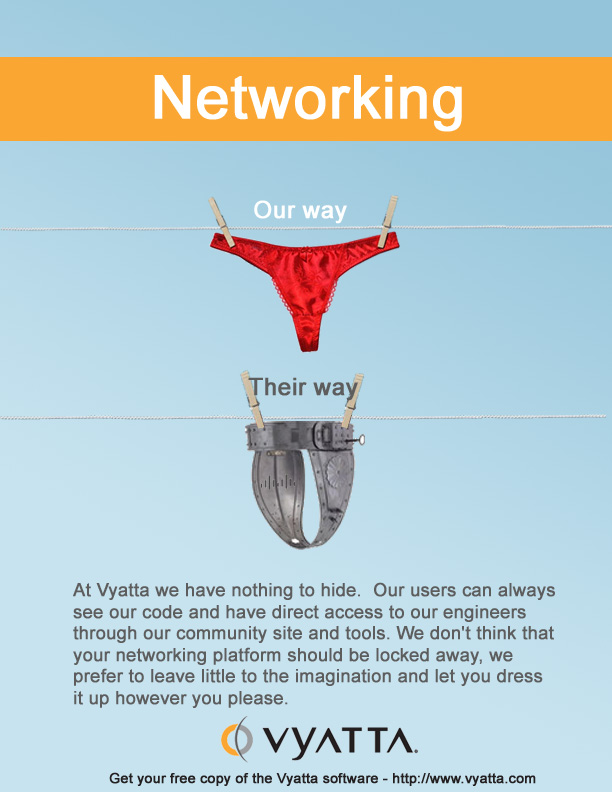 Networking
Our way
Their way
At Vyatta we have nothing to hide.  Our users can always
see our code and have direct access to our engineers
through our community site and tools. We don't think that
your networking platform should be locked away, we
prefer to leave little to the imagination and let you dress
it up however you please.
VYATTA.
Get your free copy of the Vyatta software - http://www.vyatta.com